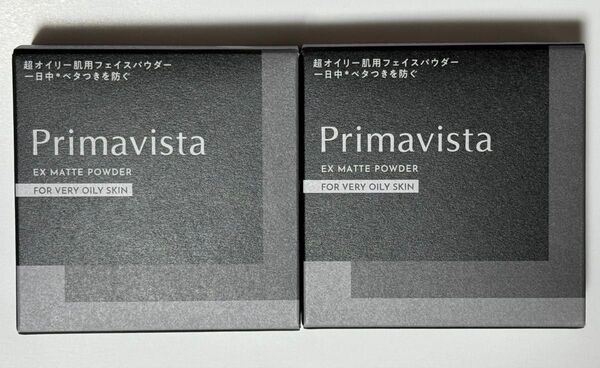 超オイリー肌用フェイスパウダー
一日中*ベタつきを防ぐ
Primavista
EX MATTE POWDER
FOR VERY OILY SKIN
超オイリー肌用フェイスパウダー
一日中*ベタつきを防ぐ
Primavista
EX MATTE POWDER
FOR VERY OILY SKIN